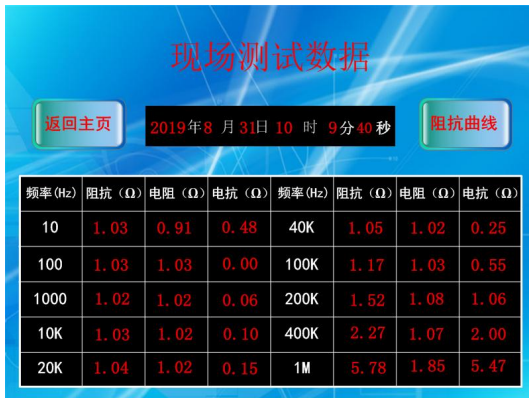 现场测试数据
返回主页
2019年8 月31日 10 时 9分40秒
阻抗曲线
频率(Hz) 阻抗(Ω) 电阻(Ω) 电抗(Ω) 频率(Hz) 阻抗(Ω) 电阻(Ω) 电抗(Ω)
10 1.03 0.91 0.48 40K 1.05 1.02 0.25
100 1.03 1.03 0.00 100K 1.17 1.03 0.55
1000 1.02 1.02 0.06 200K 1.52 1.08 1.06
10K 1.03 1.02 0.10 400K 2.27 1.07 2.00
20K 1.04 1.02 0.15 1M 5.78 1.85 5.47